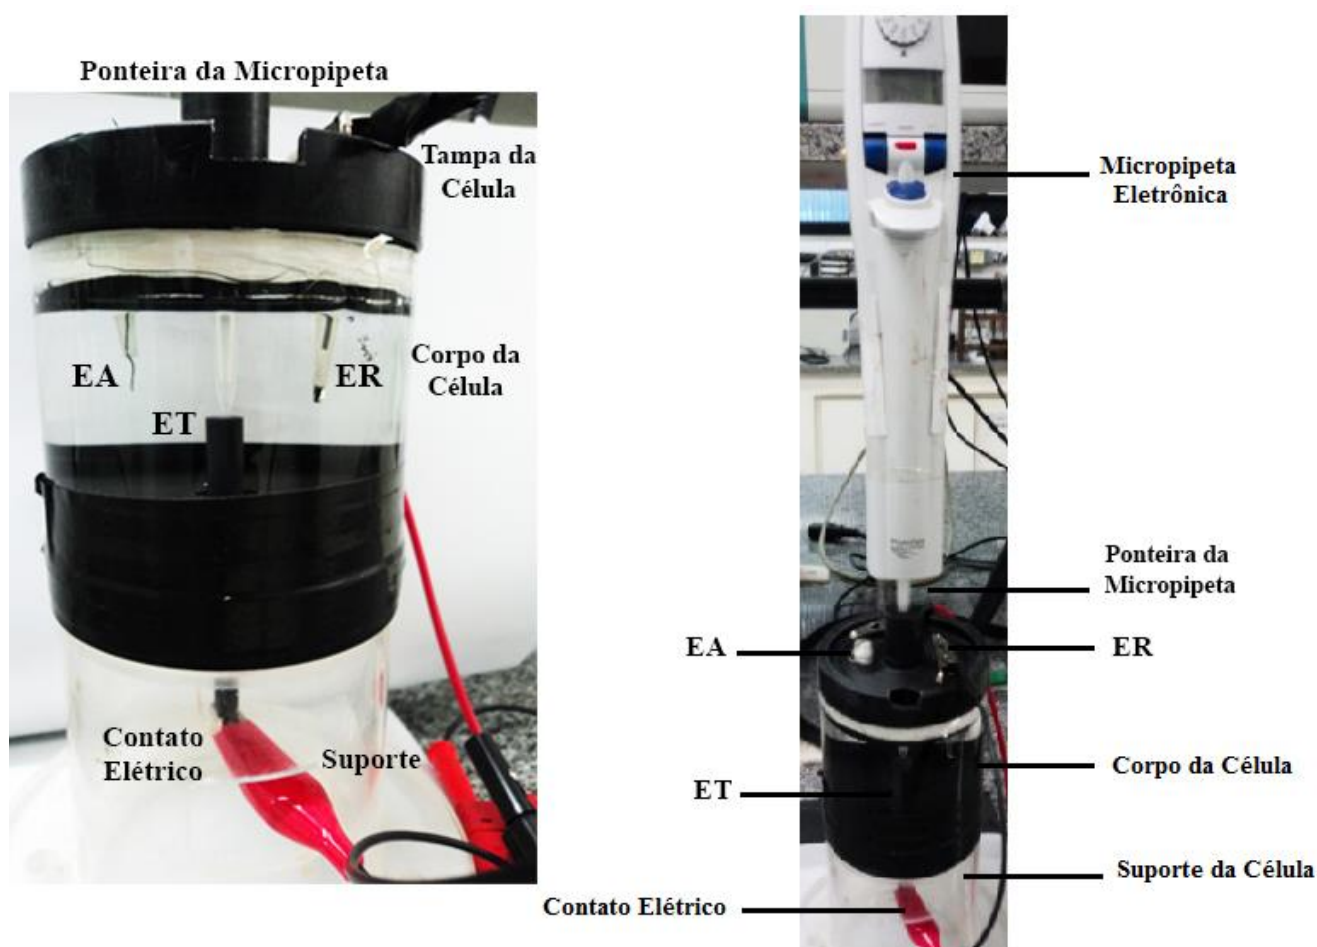 Ponteira da Micropipeta
Tampa da
Célula
EA
ER
Corpo da
Célula
ET
Contato
Elétrico
Suporte
Micropipeta
Eletrônica
Ponteira da
Micropipeta
EA
ER
Corpo da Célula
ET
Suporte da Célula
Contato Elétrico